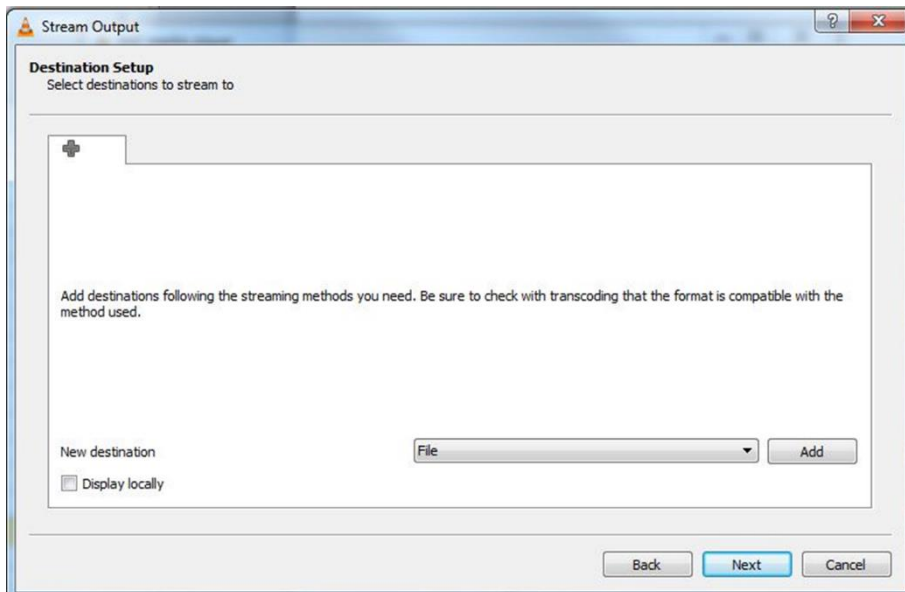 Stream Output
Destination Setup
Select destinations to stream to
Add destinations following the streaming methods you need. Be sure to check with transcoding that the format is compatible with the
method used.
New destination
File
Add
Display locally
Back
Next
Cancel